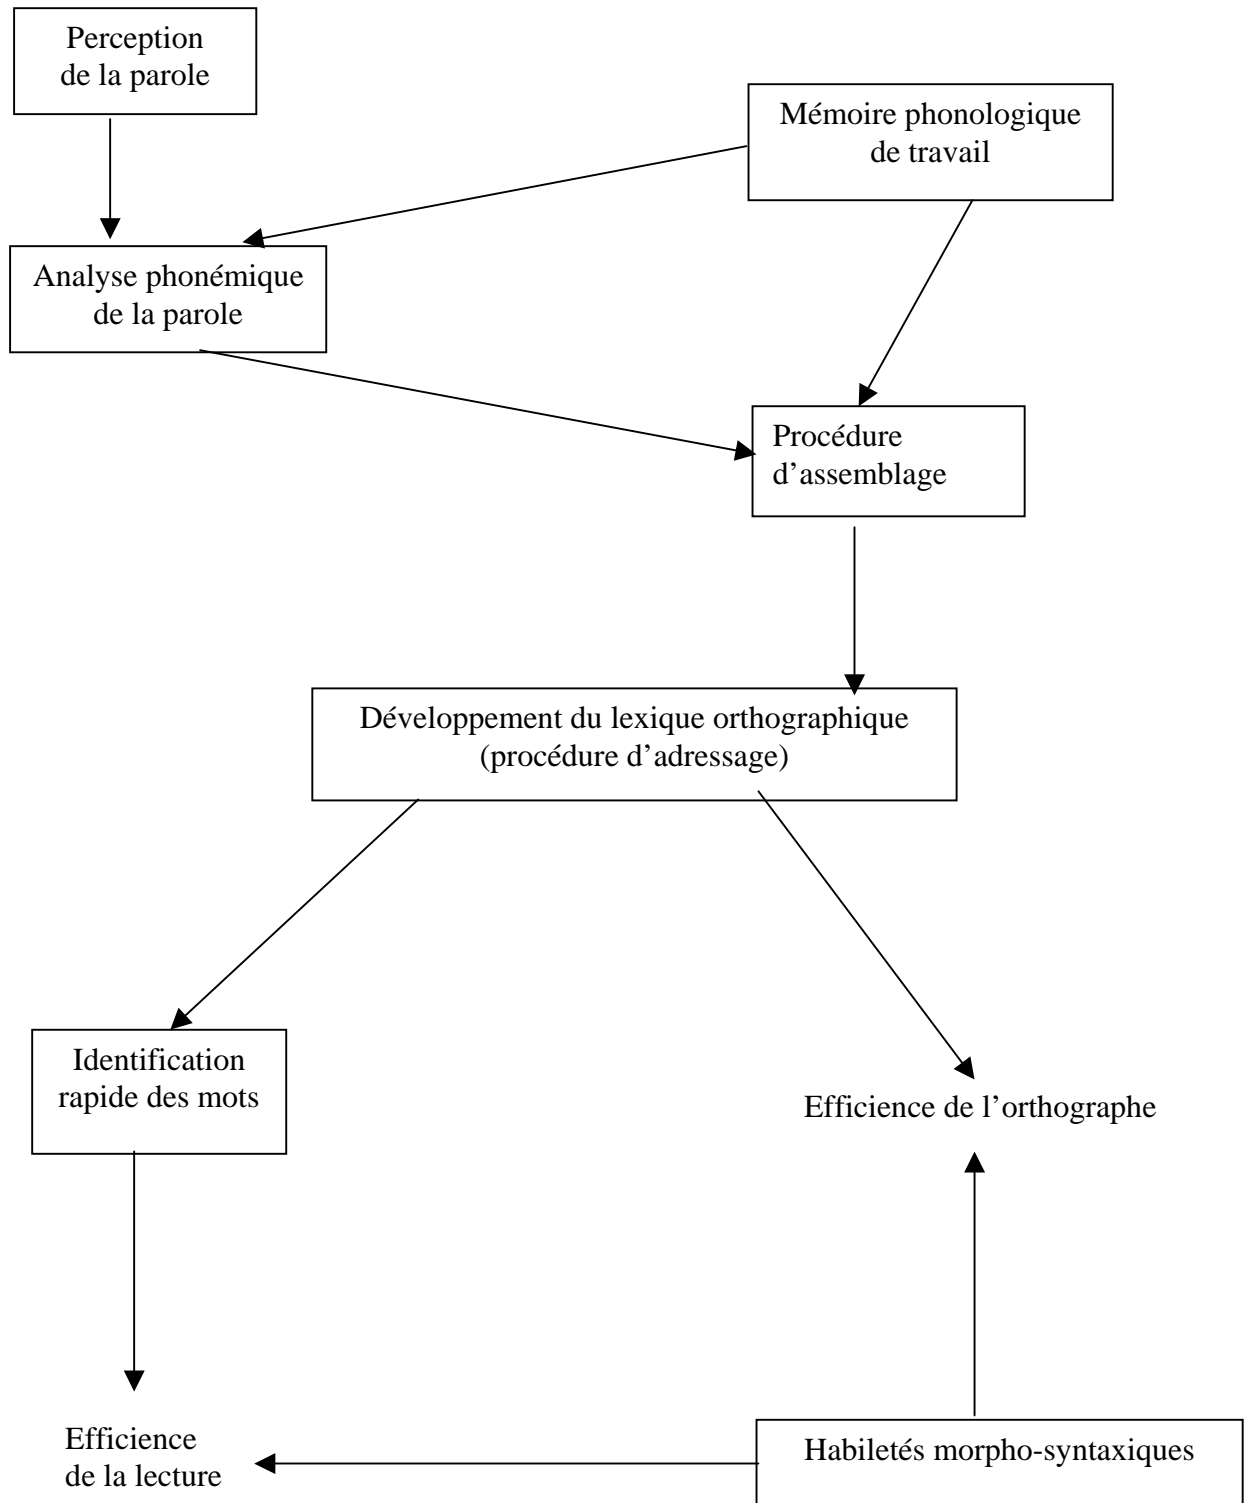 Perception
de la parole
Mémoire phonologique
de travail
Analyse phonémique
de la parole
Procédure
d’assemblage
Développement du lexique orthographique
(procédure d’adressage)
Identification
rapide des mots
Efficience de l’orthographe
Efficience
de la lecture
Habiletés morpho-syntaxiques